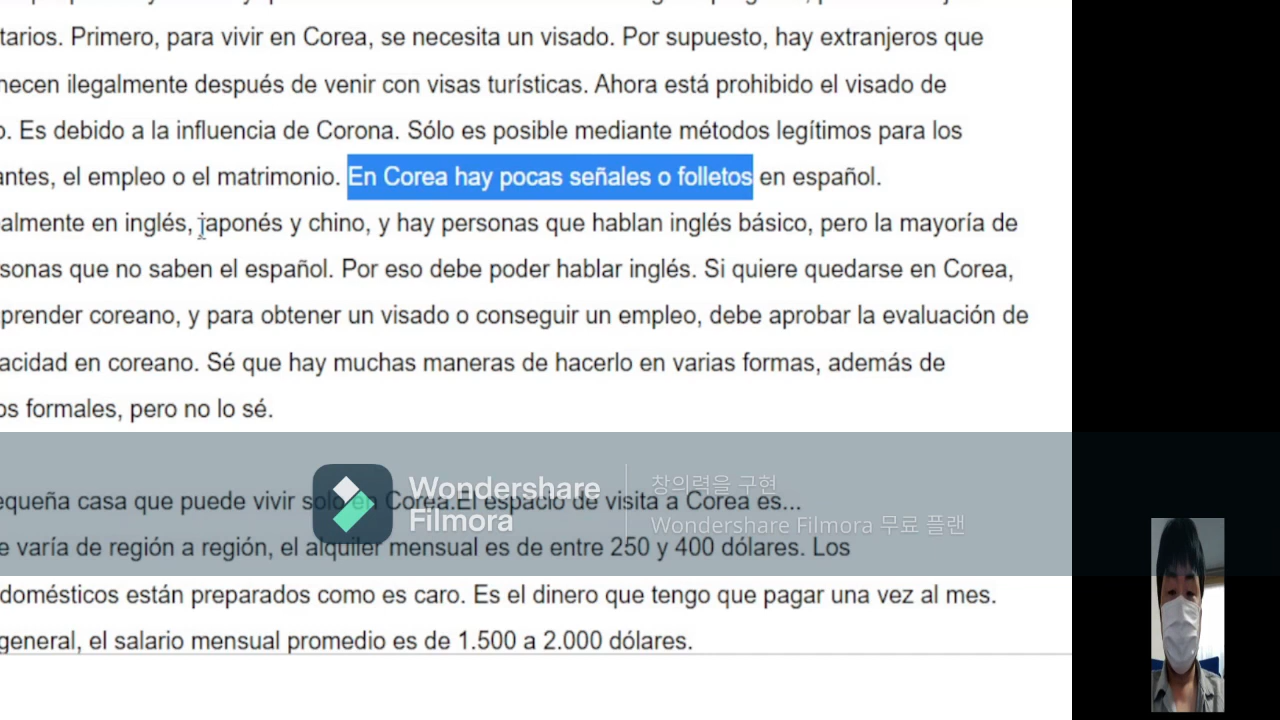 tarios. Primero, para vivir en Corea, se necesita un visado. Por supuesto, hay extranjeros que
necen ilegalmente después de venir con visas turísticas. Ahora está prohibido el visado de
o. Es debido a la influencia de Corona. Sólo es posible mediante métodos legítimos para los
antes, el empleo o el matrimonio. En Corea hay pocas señales o folletos en español.
almente en inglés, japonés y chino, y hay personas que hablan inglés básico, pero la mayoría de
sonas que no saben el español. Por eso debe poder hablar inglés. Si quiere quedarse en Corea,
prender coreano, y para obtener un visado o conseguir un empleo, debe aprobar la evaluación de
acidad en coreano. Sé que hay muchas maneras de hacerlo en varias formas, además de
os formales, pero no lo sé.
equeña casa que puede vivir solo en Corea.El espacio de visita a Corea es...
e varía de región a región, el alquiler mensual es de entre 250 y 400 dólares. Los
domésticos están preparados como es caro. Es el dinero que tengo que pagar una vez al mes.
general, el salario mensual promedio es de 1.500 a 2.000 dólares.
Wondershare
Filmora
창의력을 구현
Wondershare Filmora 무료 플랜